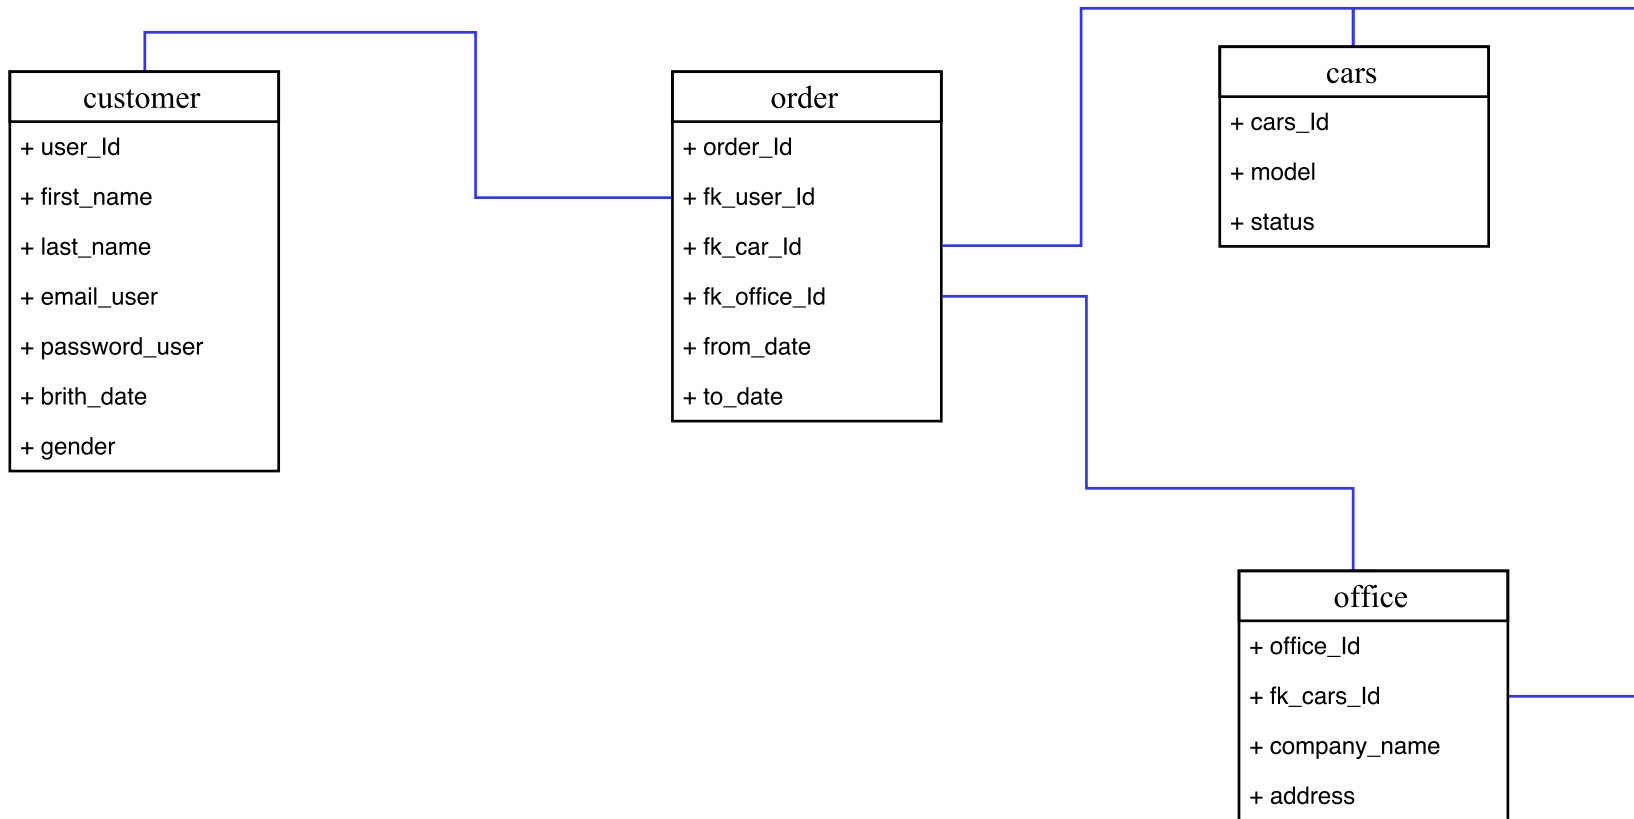 customer
+ user_Id
+ first_name
+ last_name
+ email_user
+ password_user
+ brith_date
+ gender
order
+ order_Id
+ fk_user_Id
+ fk_car_Id
+ fk_office_Id
+ from_date
+ to_date
cars
+ cars_Id
+ model
+ status
office
+ office_Id
+ fk_cars_Id
+ company_name
+ address